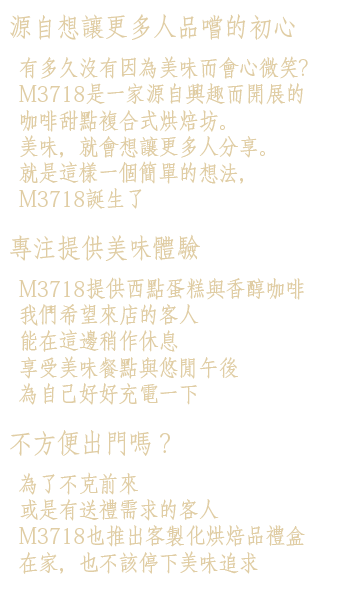 源自想讓更多人品嚐的初心
有多久沒有因為美味而會心微笑?
M3718是一家源自興趣而開展的
咖啡甜點複合式烘焙坊。
美味，就會想讓更多人分享。
就是這樣一個簡單的想法，
M3718誕生了
專注提供美味體驗
M3718提供西點蛋糕與香醇咖啡
我們希望來店的客人
能在這邊稍作休息
享受美味餐點與悠閒午後
為自己好好充電一下
不方便出門嗎？
為了不克前來
或是有送禮需求的客人
M3718也推出客製化烘焙品禮盒
在家，也不該停下美味追求